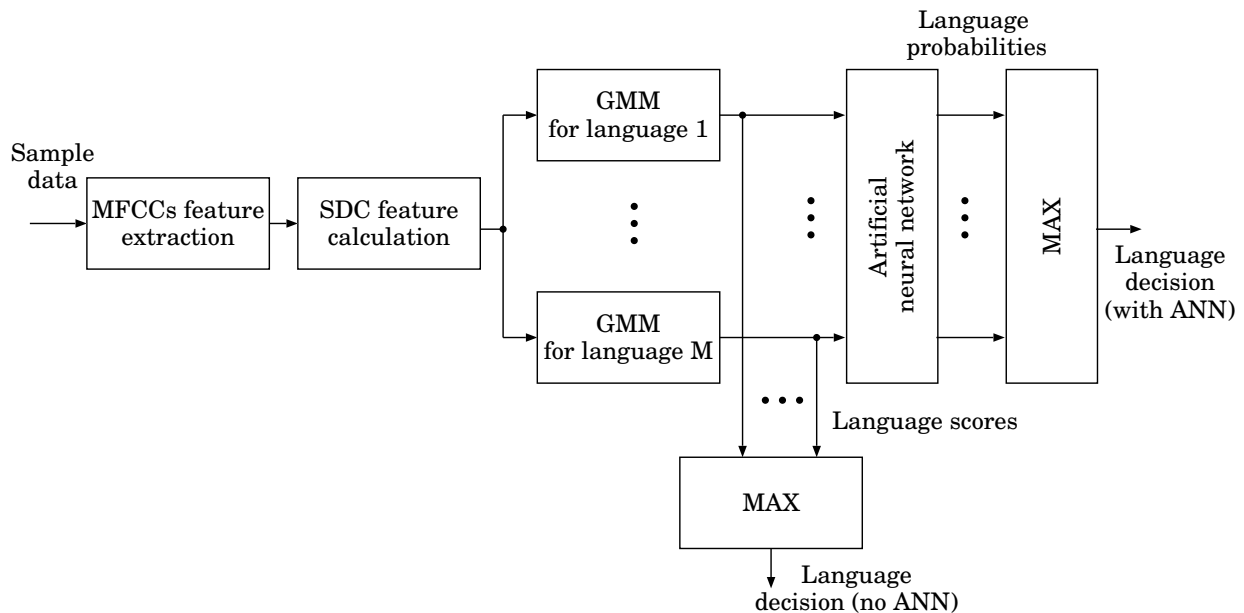 Language
probabilities
GMM
for language 1
Sample
data
MFCCs feature
extraction
SDC feature
calculation
Artificial
neural network
MAX
Language
decision
(with ANN)
GMM
for language M
Language scores
MAX
Language
decision (no ANN)